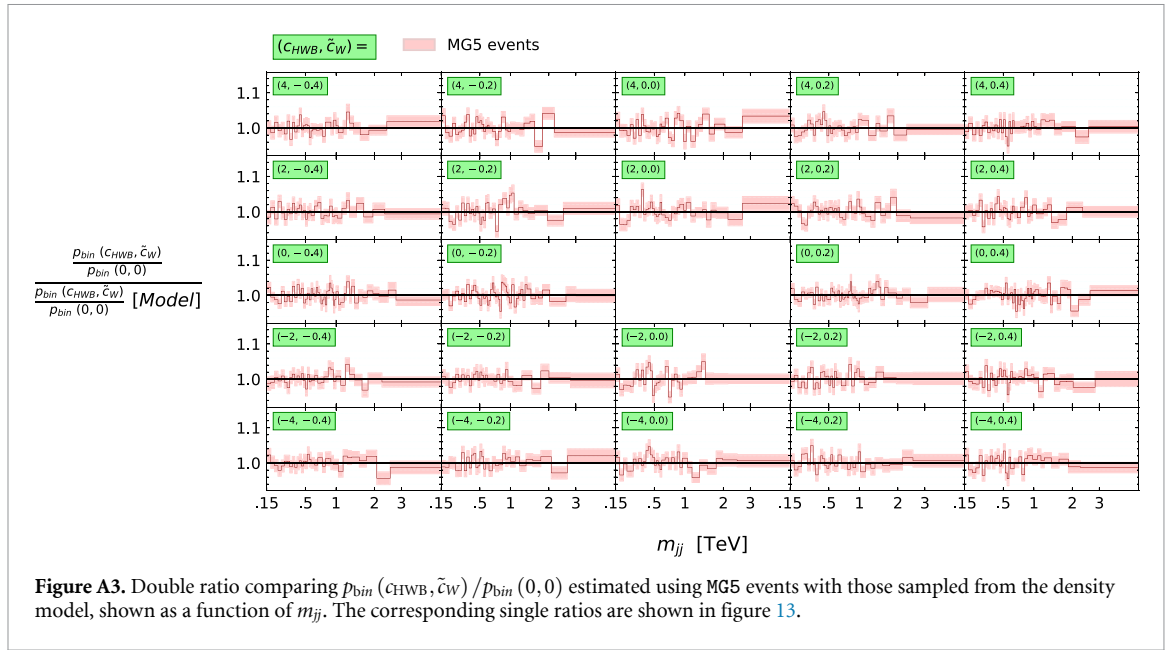 (c_HWB, c̃_W) = MG5 events
(4, − 0.4) (4, − 0.2) (4, 0.0) (4, 0.2) (4, 0.4)
1.1
1.0
(2, − 0.4) (2, − 0.2) (2, 0.0) (2, 0.2) (2, 0.4)
1.1
1.0
p_bin (c_HWB, c̃_W)
p_bin (0, 0)
p_bin (c_HWB, c̃_W) [Model]
p_bin (0, 0)
(0, − 0.4) (0, − 0.2) (0, 0.2) (0, 0.4)
1.1
1.0
(−2, − 0.4) (−2, − 0.2) (−2, 0.0) (−2, 0.2) (−2, 0.4)
1.1
1.0
(−4, − 0.4) (−4, − 0.2) (−4, 0.0) (−4, 0.2) (−4, 0.4)
1.1
1.0
.15 .5 1 2 3 .15 .5 1 2 3 .15 .5 1 2 3 .15 .5 1 2 3 .15 .5 1 2 3
m_jj [TeV]
Figure A3. Double ratio comparing p_bin (c_HWB, c̃_W) /p_bin (0,0) estimated using MG5 events with those sampled from the density
model, shown as a function of m_jj. The corresponding single ratios are shown in figure 13.